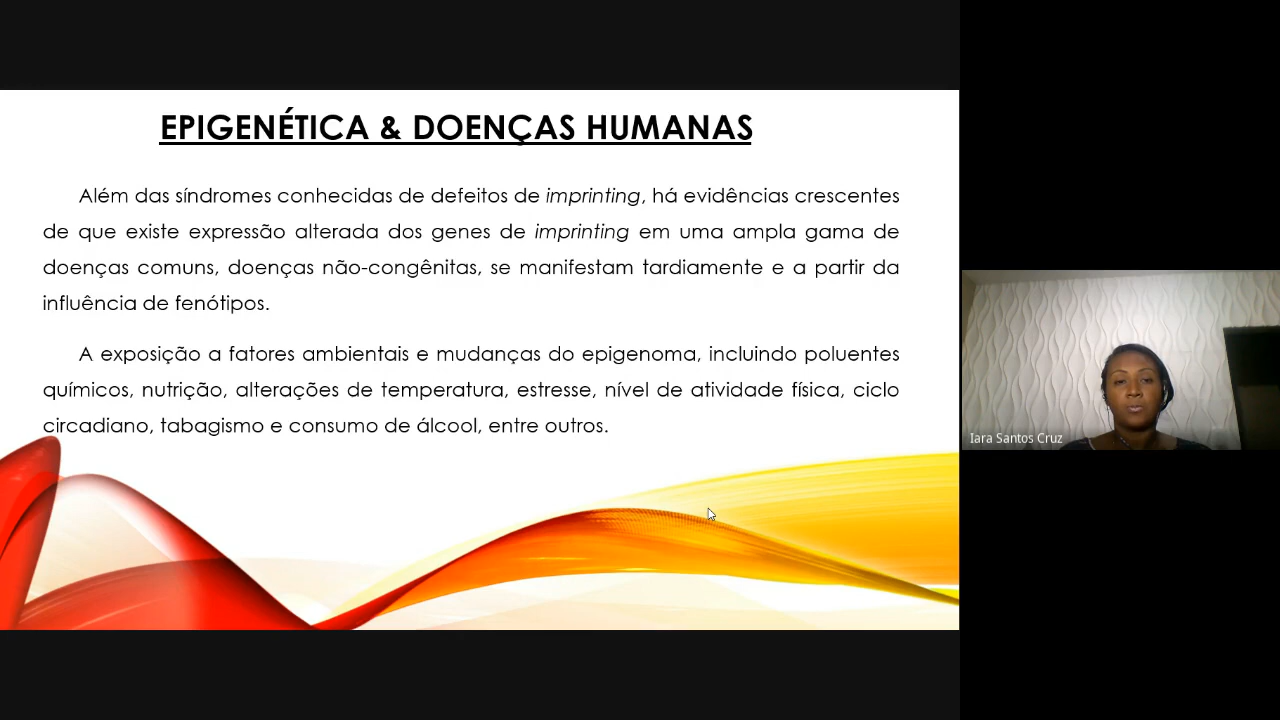 EPIGENÉTICA & DOENÇAS HUMANAS
Além das síndromes conhecidas de defeitos de imprinting, há evidências crescentes
de que existe expressão alterada dos genes de imprinting em uma ampla gama de
doenças comuns, doenças não-congênitas, se manifestam tardiamente e a partir da
influência de fenótipos.
A exposição a fatores ambientais e mudanças do epigenoma, incluindo poluentes
químicos, nutrição, alterações de temperatura, estresse, nível de atividade física, ciclo
circadiano, tabagismo e consumo de álcool, entre outros.
Iara Santos Cruz